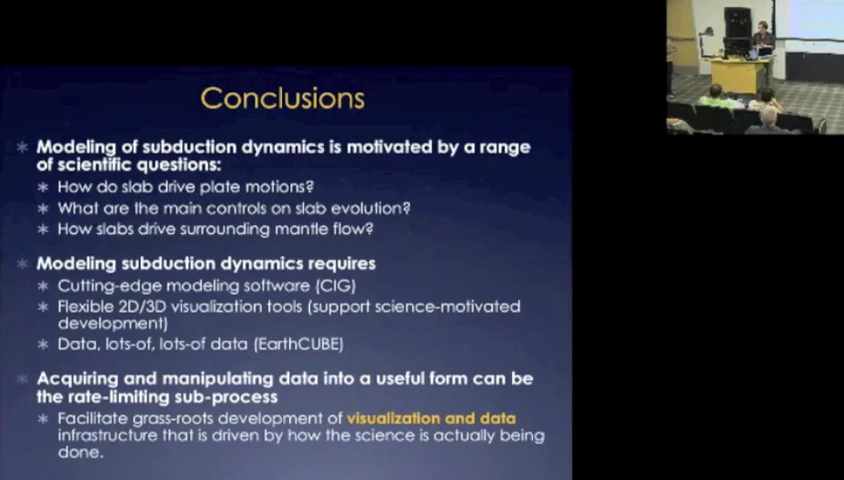 Conclusions
* Modeling of subduction dynamics is motivated by a range
of scientific questions:
* How do slab drive plate motions?
* What are the main controls on slab evolution?
* How slabs drive surrounding mantle flow?
* Modeling subduction dynamics requires
* Cutting-edge modeling software (CIG)
* Flexible 2D/3D visualization tools (support science-motivated
development)
* Data, lots-of, lots-of data (EarthCUBE)
* Acquiring and manipulating data into a useful form can be
the rate-limiting sub-process
* Facilitate grass-roots development of visualization and data
infrastructure that is driven by how the science is actually being
done.